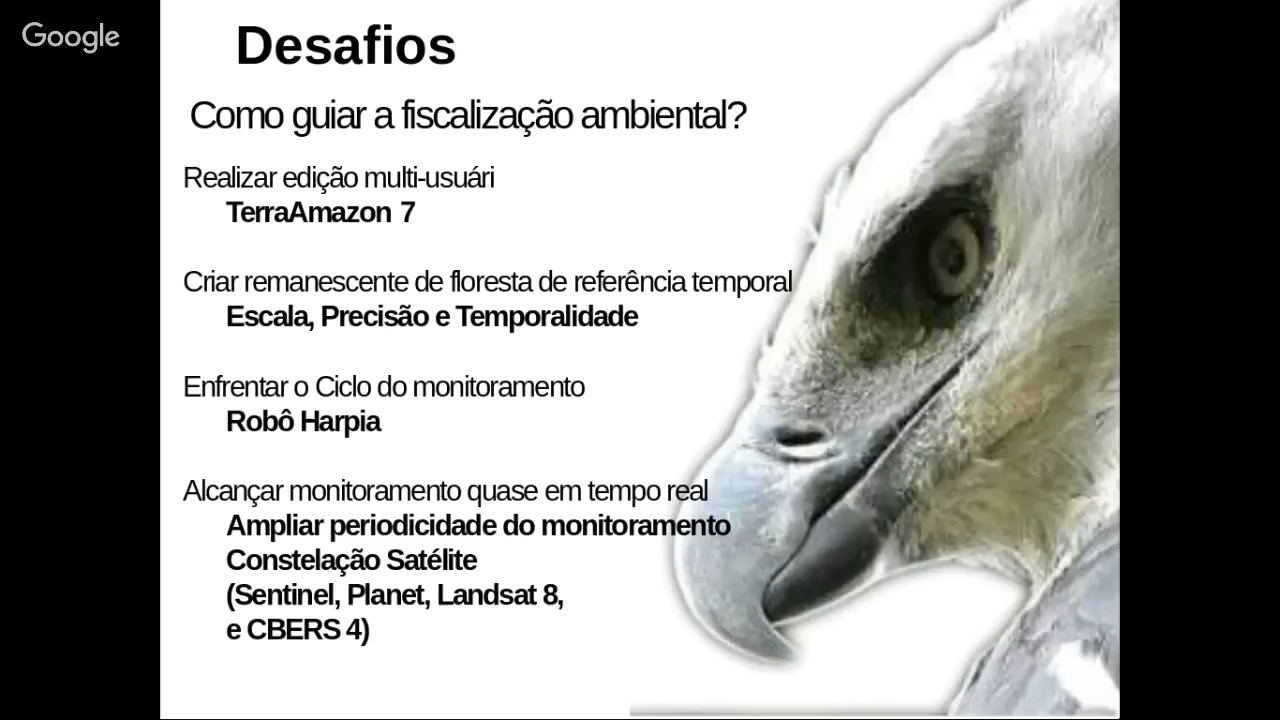 Google
Desafios
Como guiar a fiscalização ambiental?
Realizar edição multi-usuári
TerraAmazon 7
Criar remanescente de floresta de referência temporal
Escala, Precisão e Temporalidade
Enfrentar o Ciclo do monitoramento
Robô Harpia
Alcançar monitoramento quase em tempo real
Ampliar periodicidade do monitoramento
Constelação Satélite
(Sentinel, Planet, Landsat 8,
e CBERS 4)